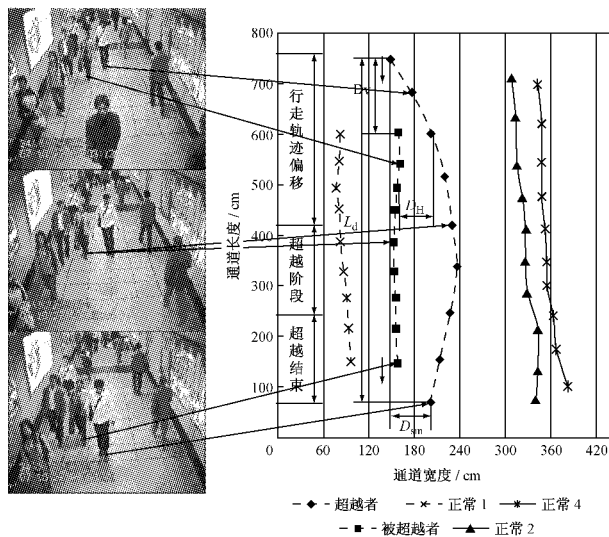 800
700
600
500
400
300
200
100
0
60
120
180
240
300
360
420
通道长度 / cm
通道宽度 / cm
行走轨迹偏移
超越阶段
超越结束
DV
D_H
L_d
D_sm
超越者
正常 1
正常 4
被超越者
正常 2